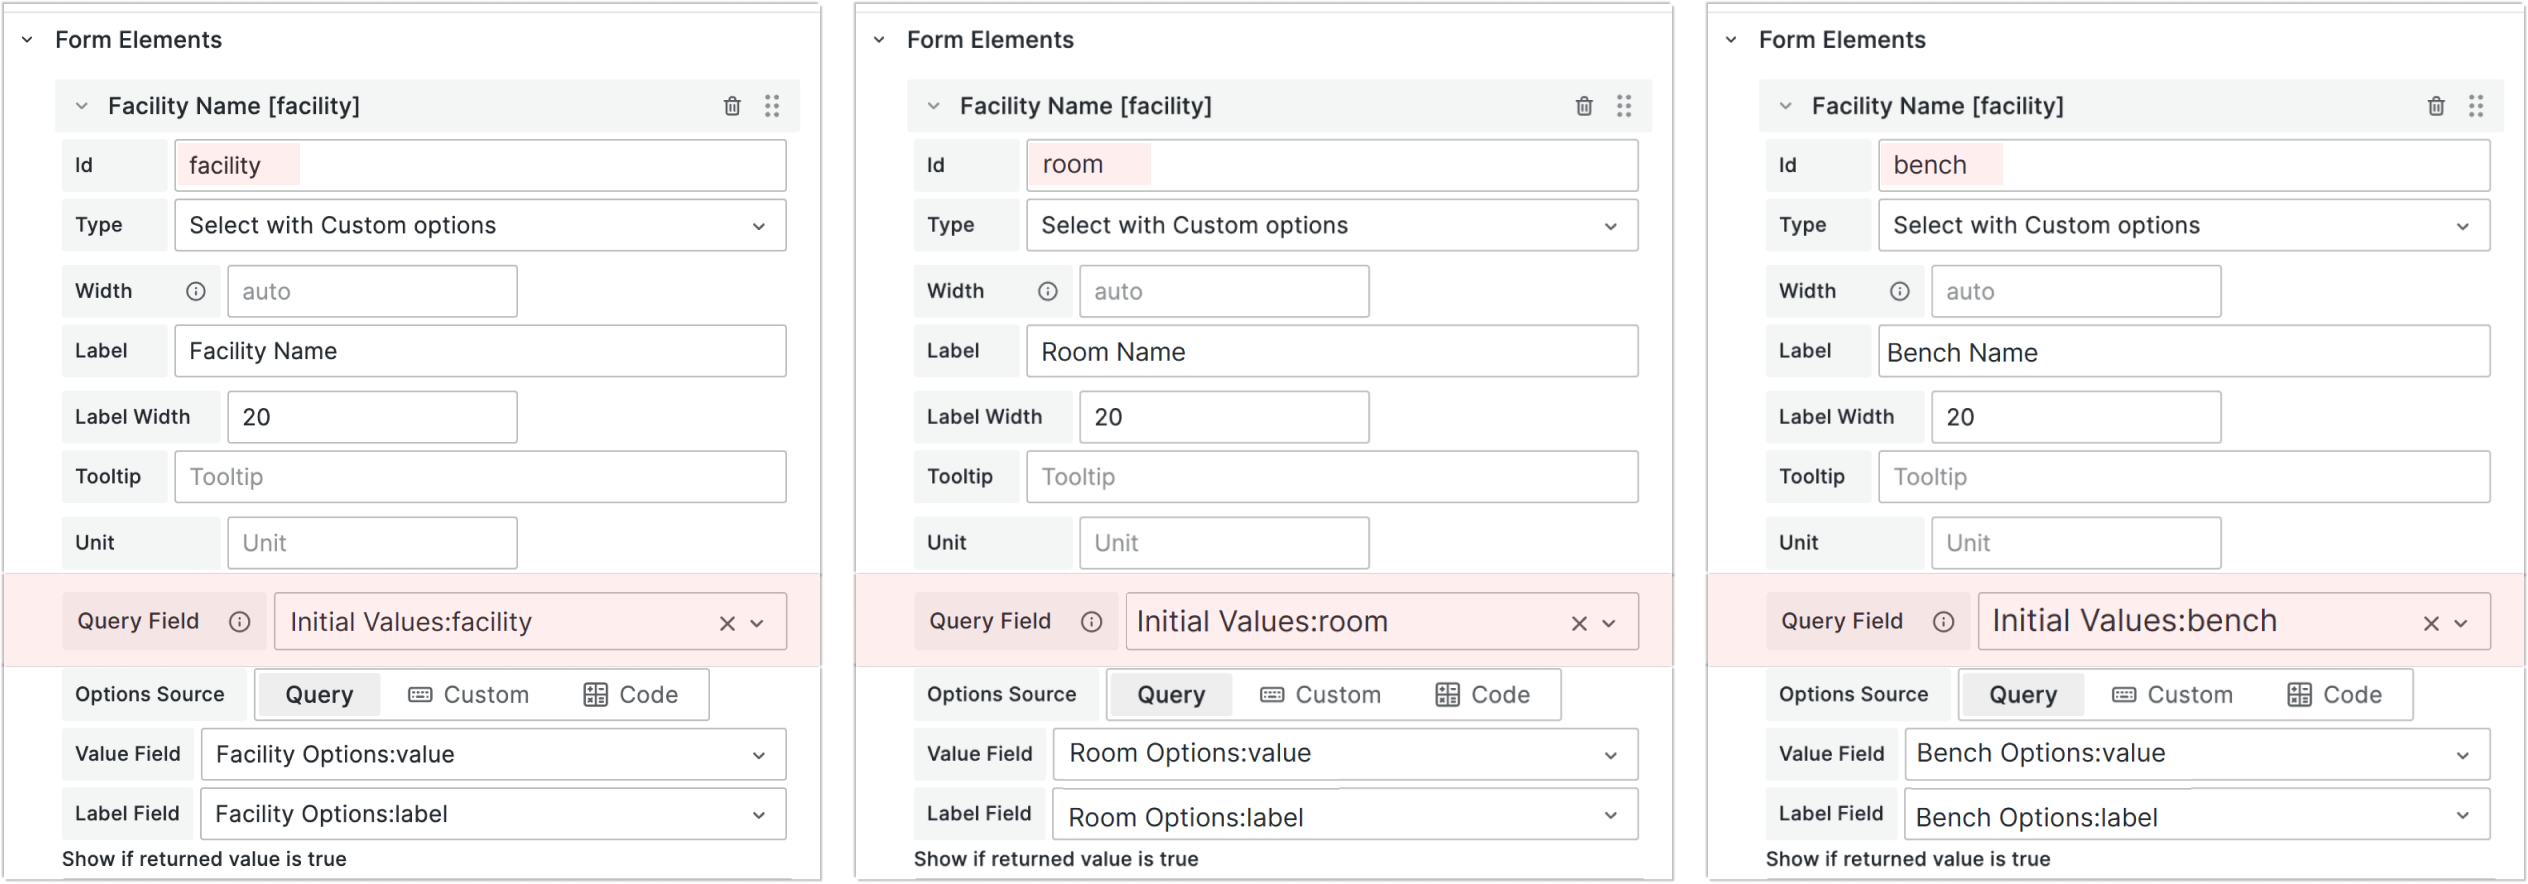 Form Elements
Facility Name [facility]
Id facility
Type Select with Custom options
Width auto
Label Facility Name
Label Width 20
Tooltip Tooltip
Unit Unit
Query Field Initial Values:facility
Options Source Query Custom Code
Value Field Facility Options:value
Label Field Facility Options:label
Show if returned value is true
Form Elements
Facility Name [facility]
Id room
Type Select with Custom options
Width auto
Label Room Name
Label Width 20
Tooltip Tooltip
Unit Unit
Query Field Initial Values:room
Options Source Query Custom Code
Value Field Room Options:value
Label Field Room Options:label
Show if returned value is true
Form Elements
Facility Name [facility]
Id bench
Type Select with Custom options
Width auto
Label Bench Name
Label Width 20
Tooltip Tooltip
Unit Unit
Query Field Initial Values:bench
Options Source Query Custom Code
Value Field Bench Options:value
Label Field Bench Options:label
Show if returned value is true